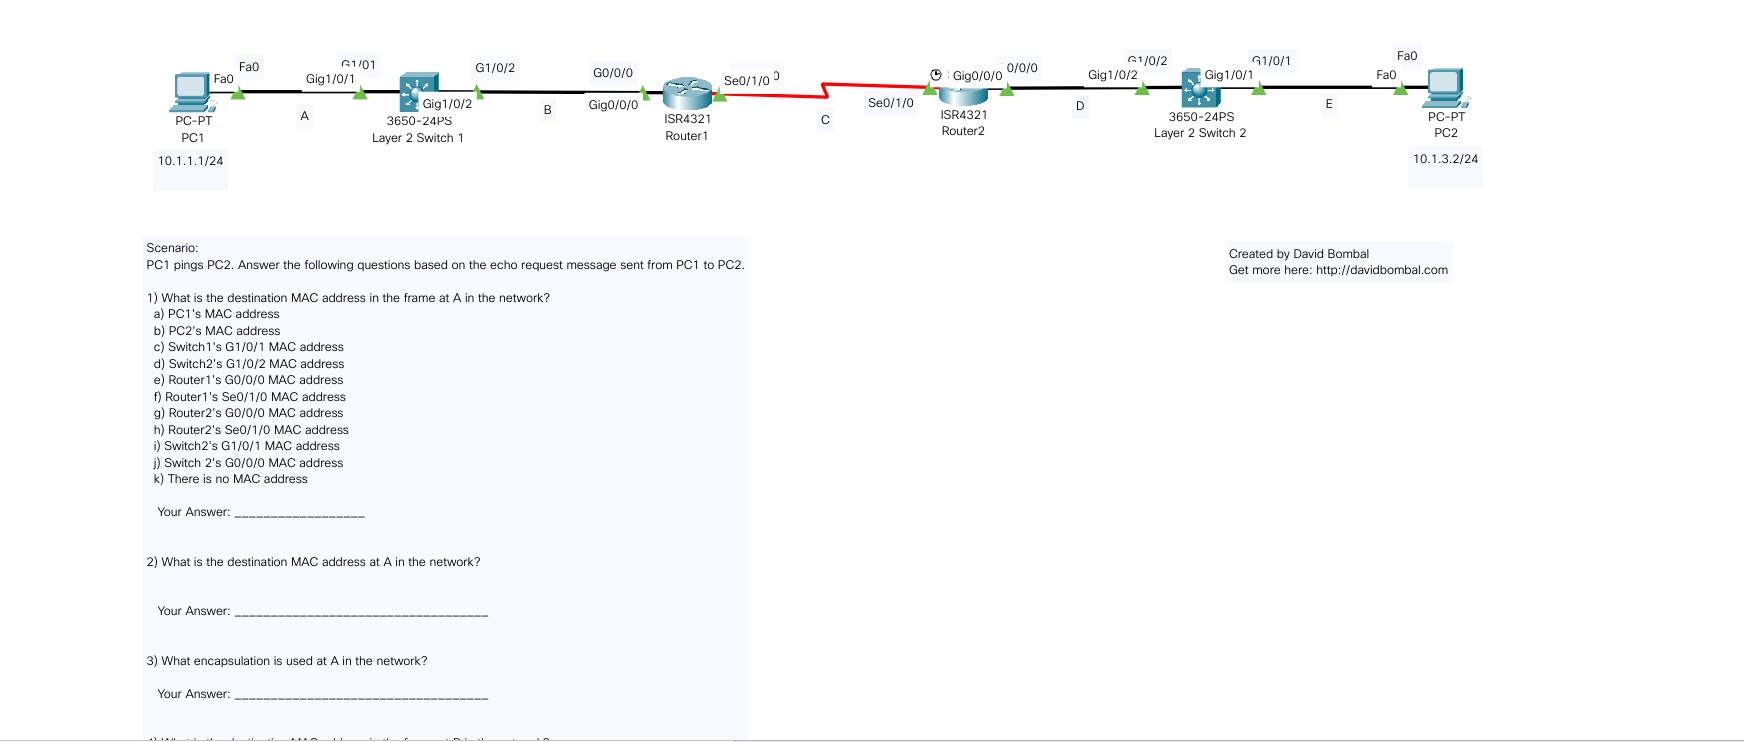 Fa0
Fa0
Gig1/0/1
G1/01
G1/0/2
Gig1/0/2
G0/0/0
Gig0/0/0
Se0/1/0
Se0/1/0
Gig0/0/0
0/0/0
Gig1/0/2
G1/0/2
G1/0/1
Gig1/0/1
Fa0
Fa0
A
B
C
D
E
PC-PT
PC1
3650-24PS
Layer 2 Switch 1
ISR4321
Router1
ISR4321
Router2
3650-24PS
Layer 2 Switch 2
PC-PT
PC2
10.1.1.1/24
10.1.3.2/24
Scenario:
PC1 pings PC2. Answer the following questions based on the echo request message sent from PC1 to PC2.
1) What is the destination MAC address in the frame at A in the network?
a) PC1's MAC address
b) PC2's MAC address
c) Switch1's G1/0/1 MAC address
d) Switch2's G1/0/2 MAC address
e) Router1's G0/0/0 MAC address
f) Router1's Se0/1/0 MAC address
g) Router2's G0/0/0 MAC address
h) Router2's Se0/1/0 MAC address
i) Switch2's G1/0/1 MAC address
j) Switch 2's G0/0/0 MAC address
k) There is no MAC address
Your Answer: __________________
2) What is the destination MAC address at A in the network?
Your Answer: ___________________________________
3) What encapsulation is used at A in the network?
Your Answer: ___________________________________
Created by David Bombal
Get more here: http://davidbombal.com